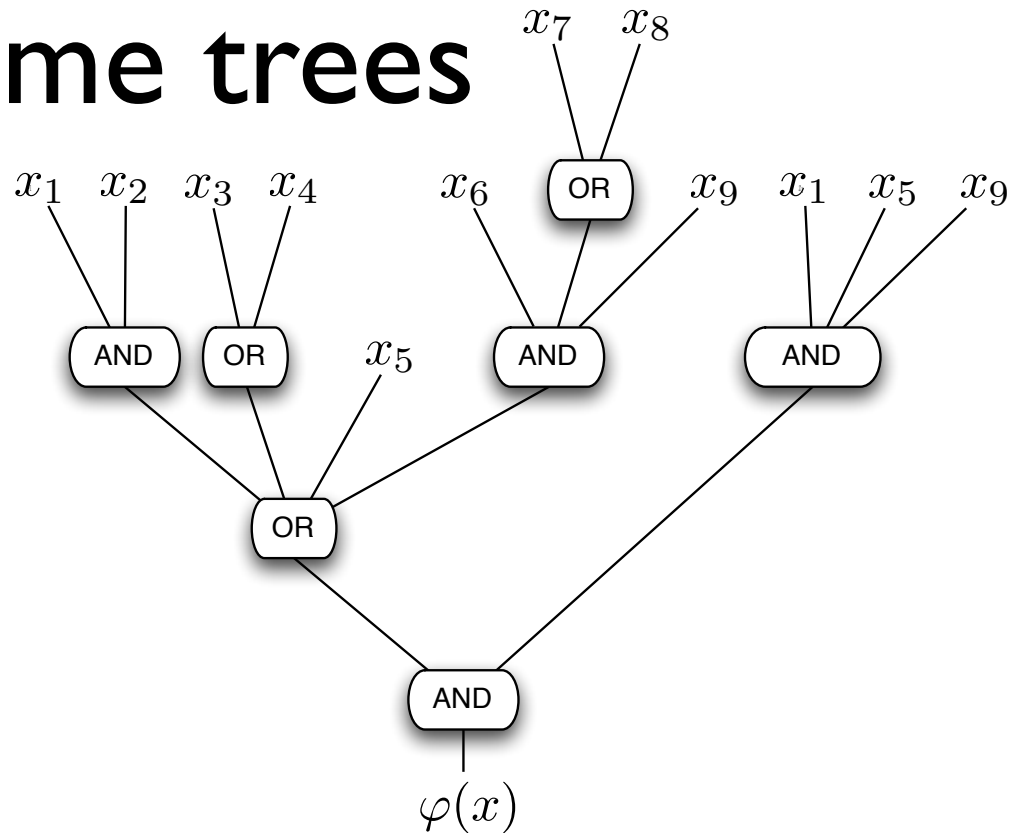 x₇ x₈
me trees
OR
x₁ x₂ x₃ x₄ x₆ x₉ x₁ x₅ x₉
AND OR x₅ AND AND
OR
AND
φ(x)